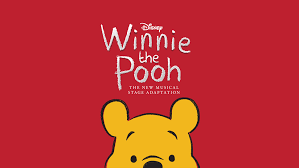 Disney
Winnie
the
Pooh
THE NEW MUSICAL
STAGE ADAPTATION